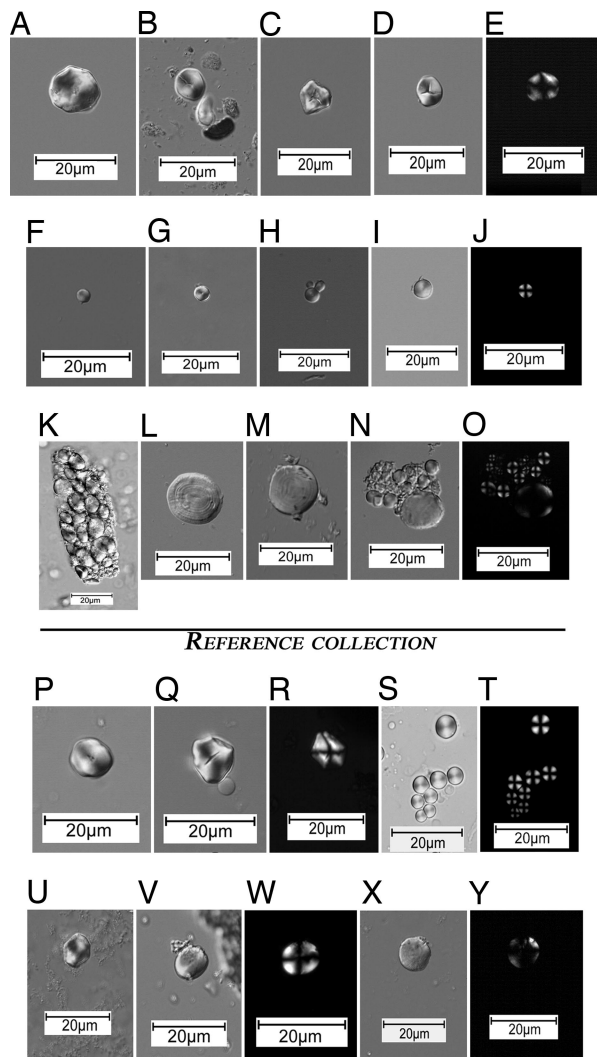 A B C D E
20µm 20µm 20µm 20µm 20µm
F G H I J
20µm 20µm 20µm 20µm 20µm
K L M N O
20µm 20µm 20µm 20µm
20µm
REFERENCE COLLECTION
P Q R S T
20µm 20µm 20µm 20µm 20µm
U V W X Y
20µm 20µm 20µm 20µm 20µm